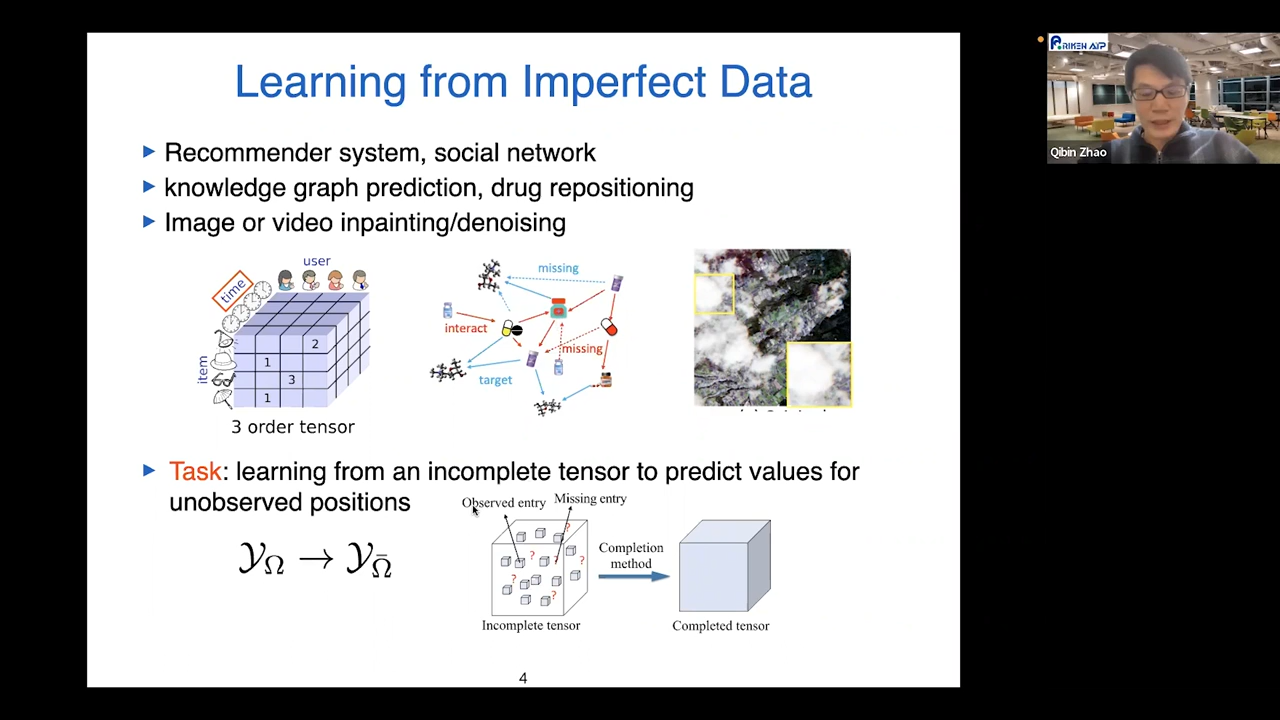 Learning from Imperfect Data
Recommender system, social network
knowledge graph prediction, drug repositioning
Image or video inpainting/denoising
user
time
item
2
1
3
1
3 order tensor
missing
interact
missing
target
Task: learning from an incomplete tensor to predict values for
unobserved positions
𝒴Ω → 𝒴Ω̄
Observed entry
Missing entry
?
?
?
?
?
?
Completion
method
Incomplete tensor
Completed tensor
4
RIKEN AIP
Qibin Zhao